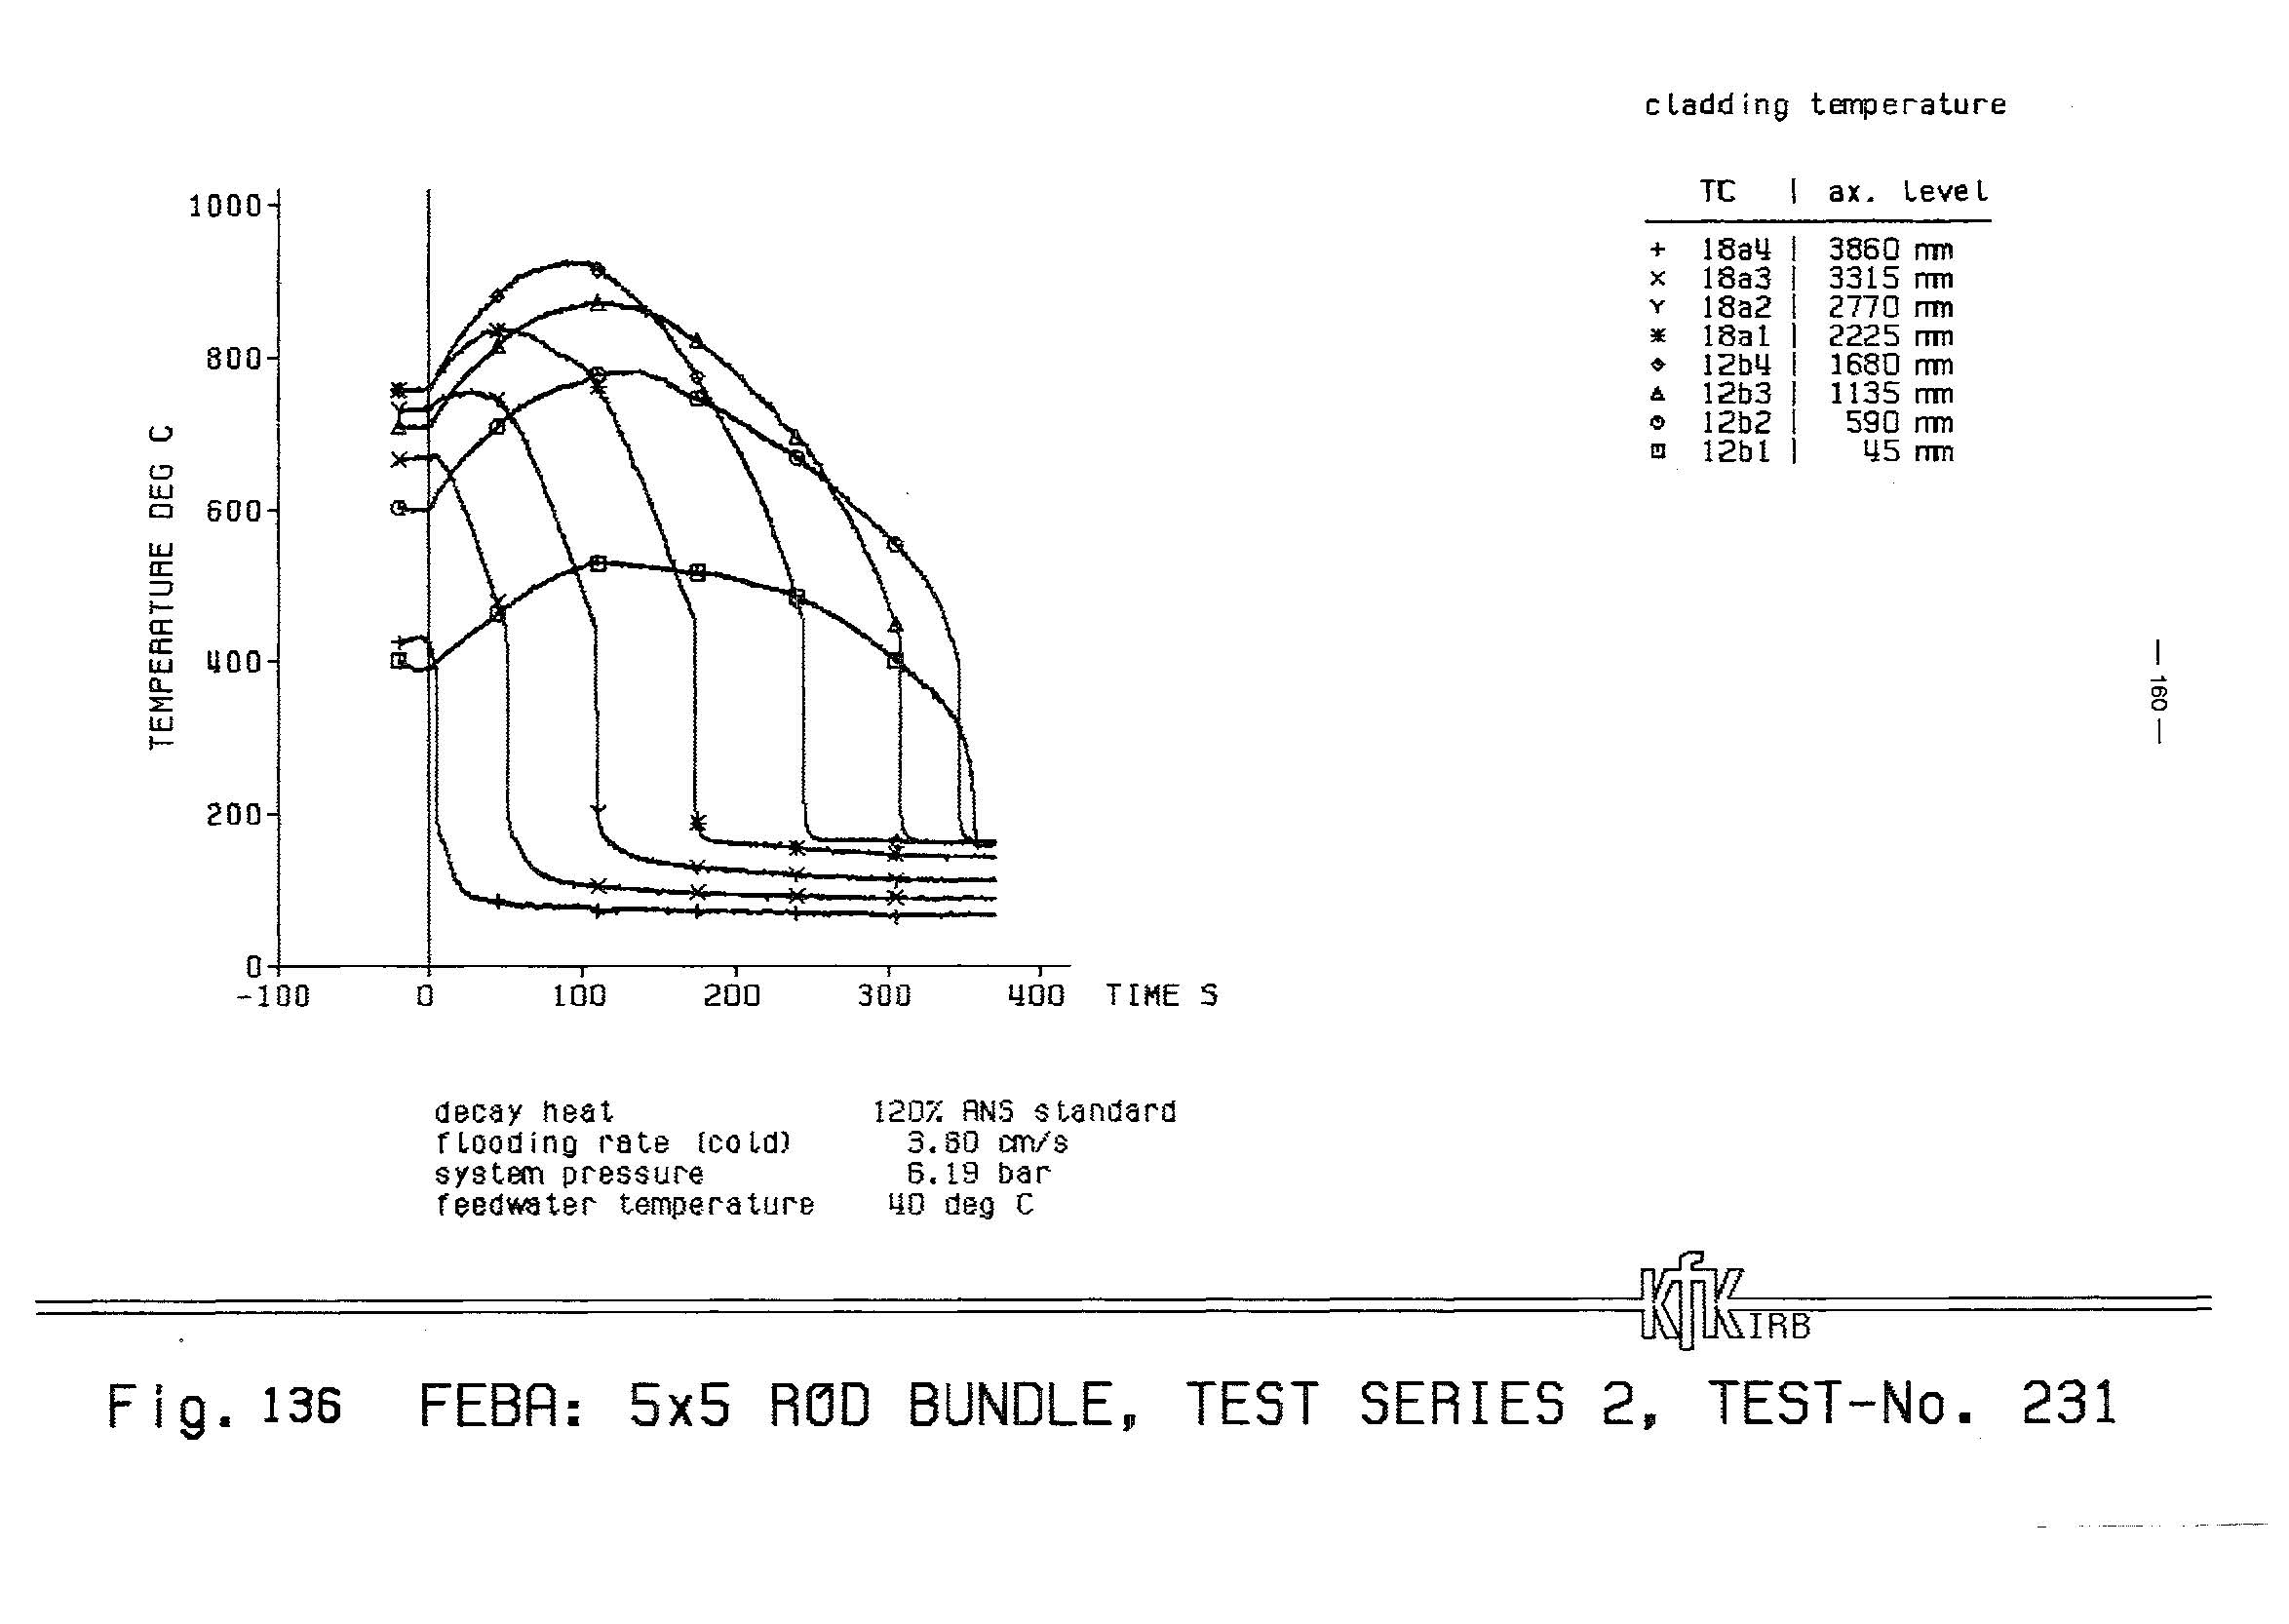 cladding temperature
TC | ax. level
+ 18a4 | 3860 mm
× 18a3 | 3315 mm
Y 18a2 | 2770 mm
✳ 18a1 | 2225 mm
◇ 12b4 | 1680 mm
△ 12b3 | 1135 mm
○ 12b2 | 590 mm
□ 12b1 | 45 mm
TEMPERATURE DEG C
1000
800
600
400
200
0
-100 0 100 200 300 400 TIME S
— 160 —
decay heat 120% ANS standard
flooding rate (cold) 3.80 cm/s
system pressure 6.19 bar
feedwater temperature 40 deg C
KfK IRB
Fig. 136 FEBA: 5x5 RØD BUNDLE, TEST SERIES 2, TEST-No. 231